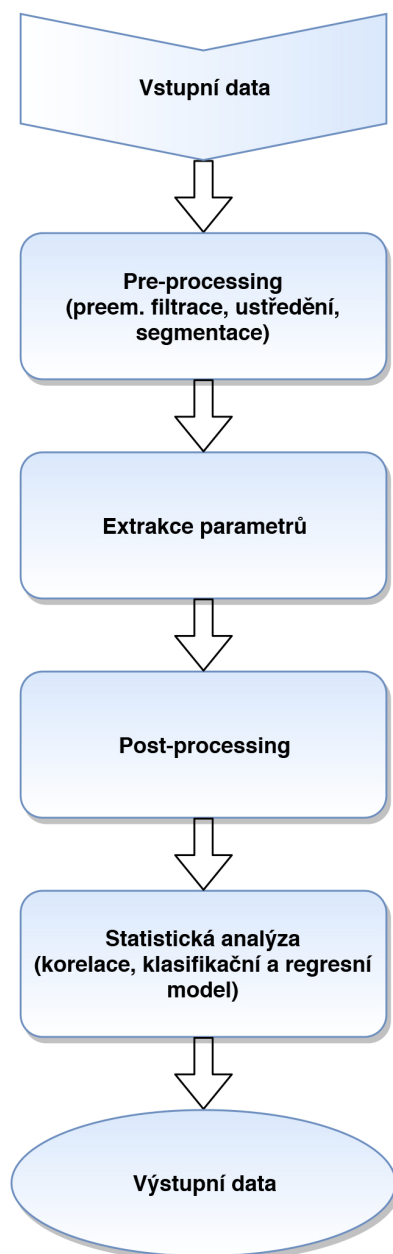 Vstupní data
Pre-processing
(preem. filtrace, ustředění,
segmentace)
Extrakce parametrů
Post-processing
Statistická analýza
(korelace, klasifikační a regresní
model)
Výstupní data